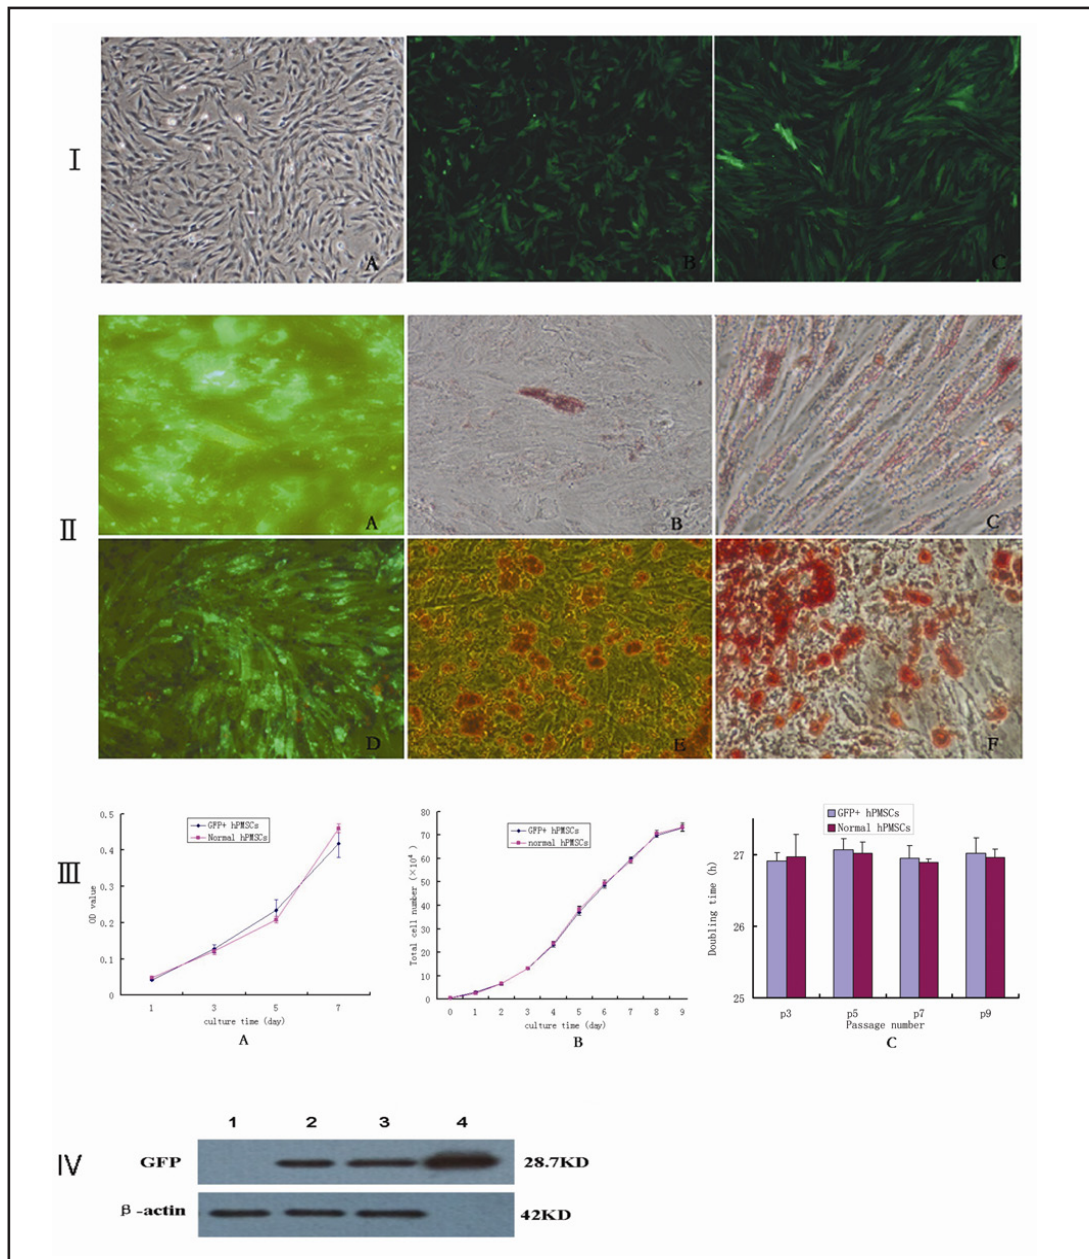 Ⅰ
A
B
C
Ⅱ
A
B
C
D
E
F
Ⅲ
0.5
0.4
0.3
0.2
0.1
0
OD value
GFP+ hPMSCs
Normal hPMSCs
1 3 5 7
culture time (day)
A
80
70
60
50
40
30
20
10
0
Total cell number (×10⁴)
GFP+ hPMSCs
normal hPMSCs
0 1 2 3 4 5 6 7 8 9
culture time (day)
B
GFP+ hPMSCs
Normal hPMSCs
27
26
25
Doubling time (h)
p3 p5 p7 p9
Passage number
C
Ⅳ
1 2 3 4
GFP
28.7KD
β-actin
42KD